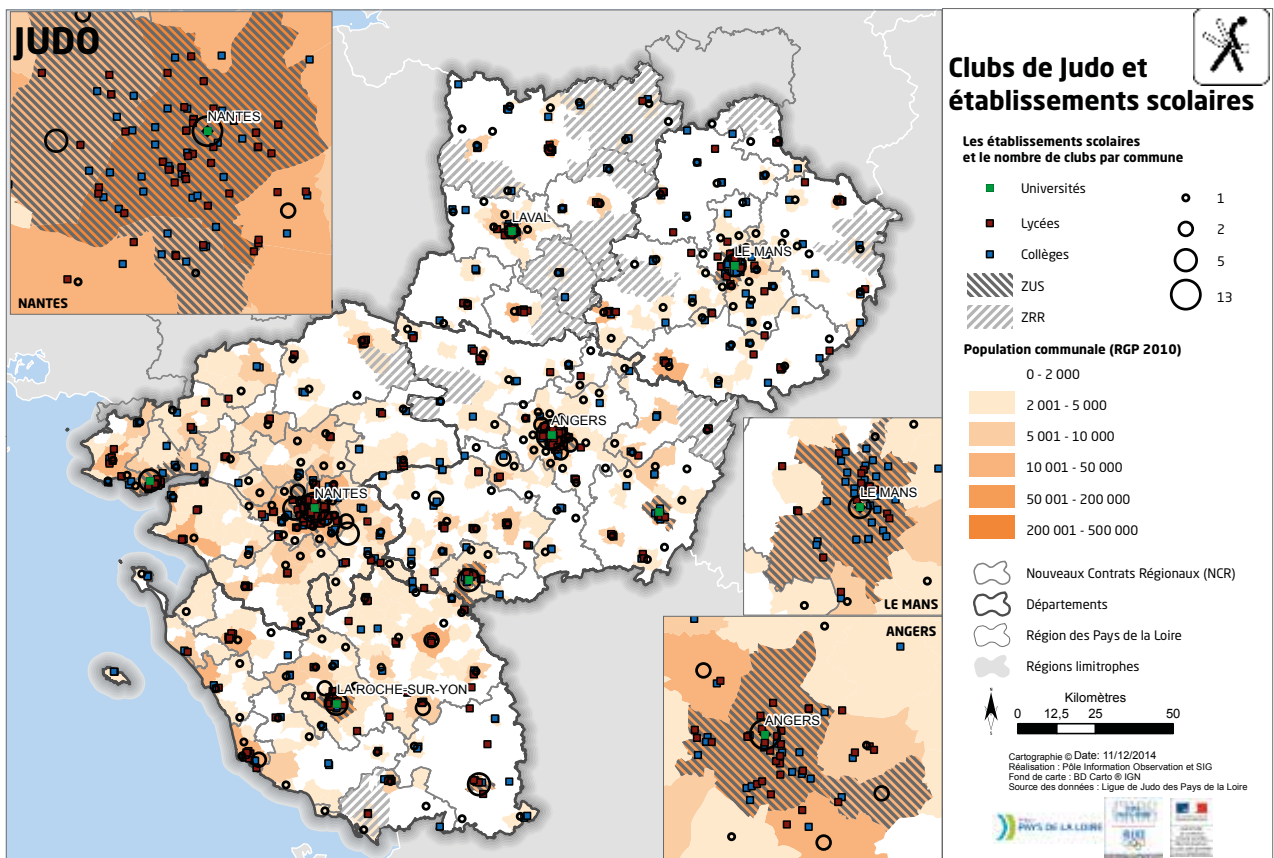 JUDO
NANTES
NANTES
LAVAL
LE MANS
ANGERS
NANTES
LA ROCHE-SUR-YON
LE MANS
LE MANS
ANGERS
ANGERS
Clubs de Judo et
établissements scolaires
Les établissements scolaires
et le nombre de clubs par commune
Universités
Lycées
Collèges
ZUS
ZRR
1
2
5
13
Population communale (RGP 2010)
0 - 2 000
2 001 - 5 000
5 001 - 10 000
10 001 - 50 000
50 001 - 200 000
200 001 - 500 000
Nouveaux Contrats Régionaux (NCR)
Départements
Région des Pays de la Loire
Régions limitrophes
N
Kilomètres
0 12,5 25 50
Cartographie © Date: 11/12/2014
Réalisation : Pôle Information Observation et SIG
Fond de carte : BD Carto ® IGN
Source des données : Ligue de Judo des Pays de la Loire
PAYS DE LA LOIRE